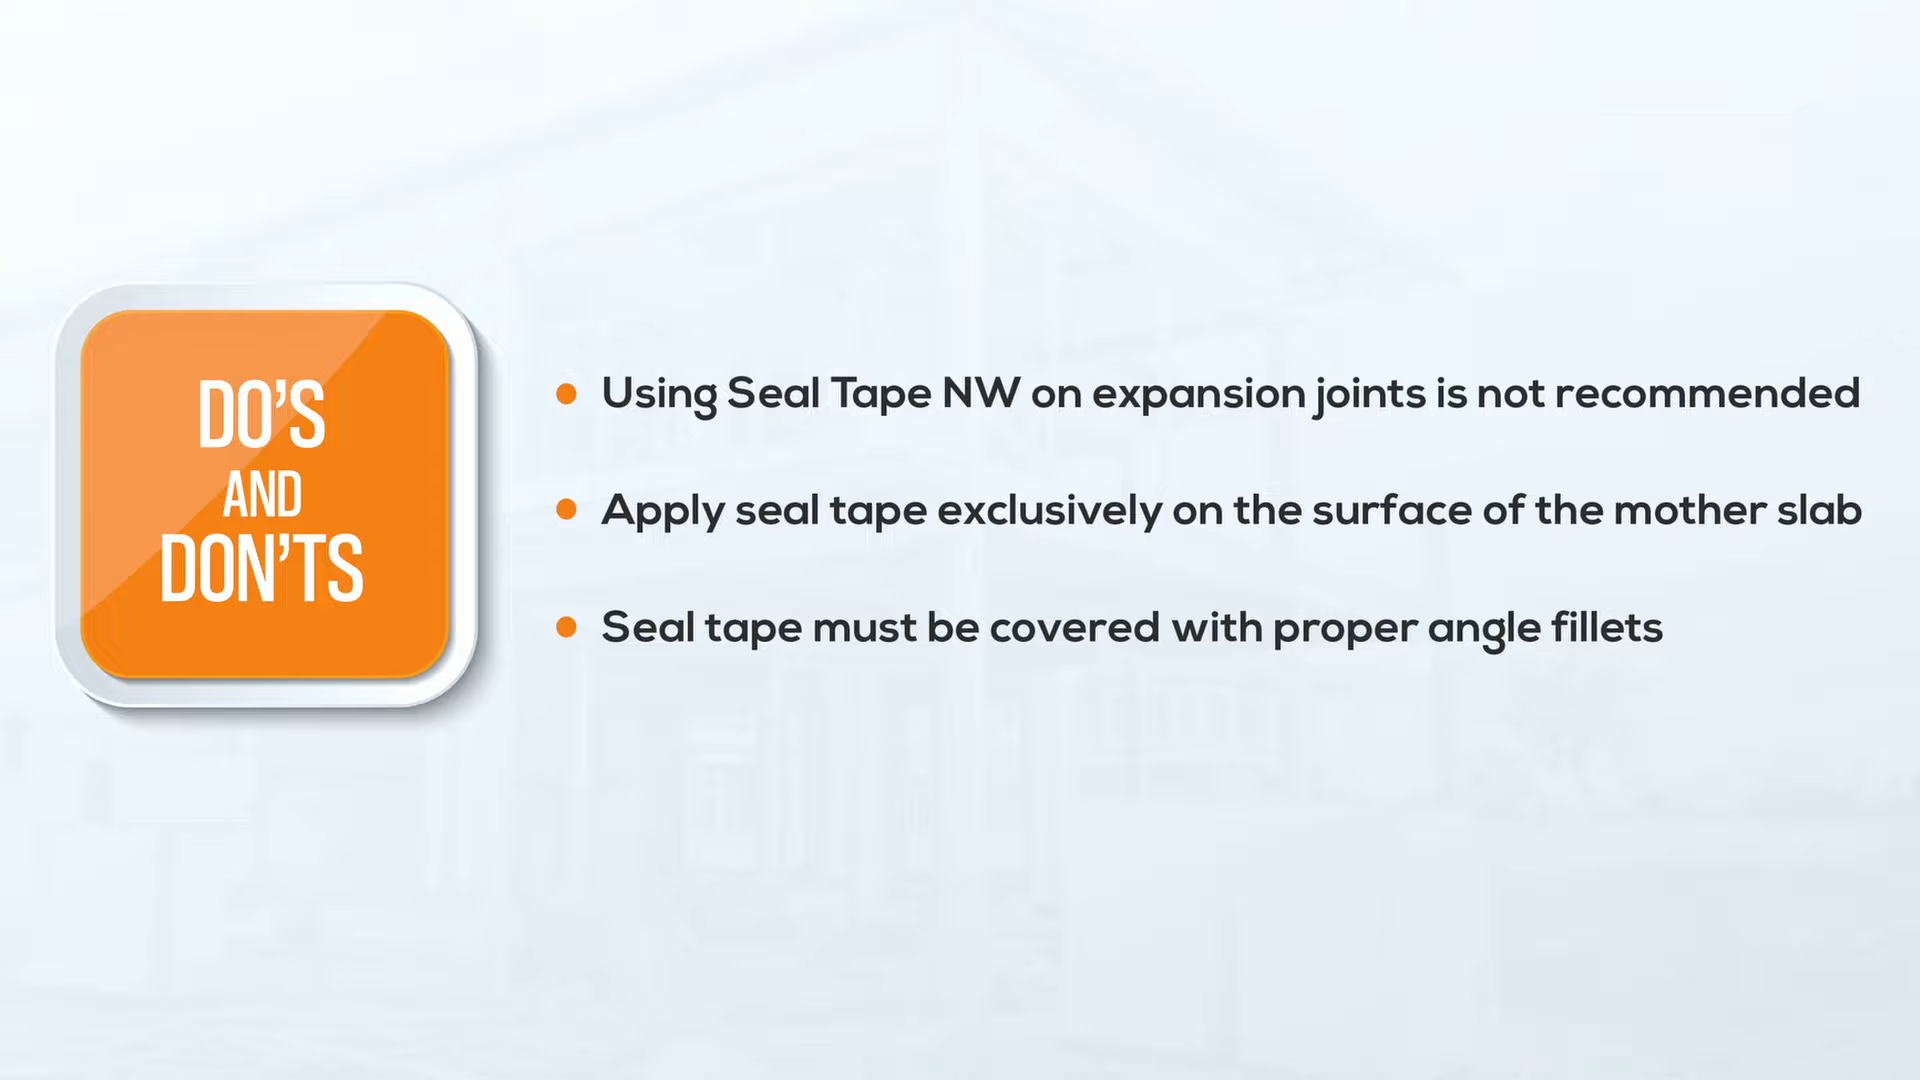 DO'S
AND
DON'TS
Using Seal Tape NW on expansion joints is not recommended
Apply seal tape exclusively on the surface of the mother slab
Seal tape must be covered with proper angle fillets